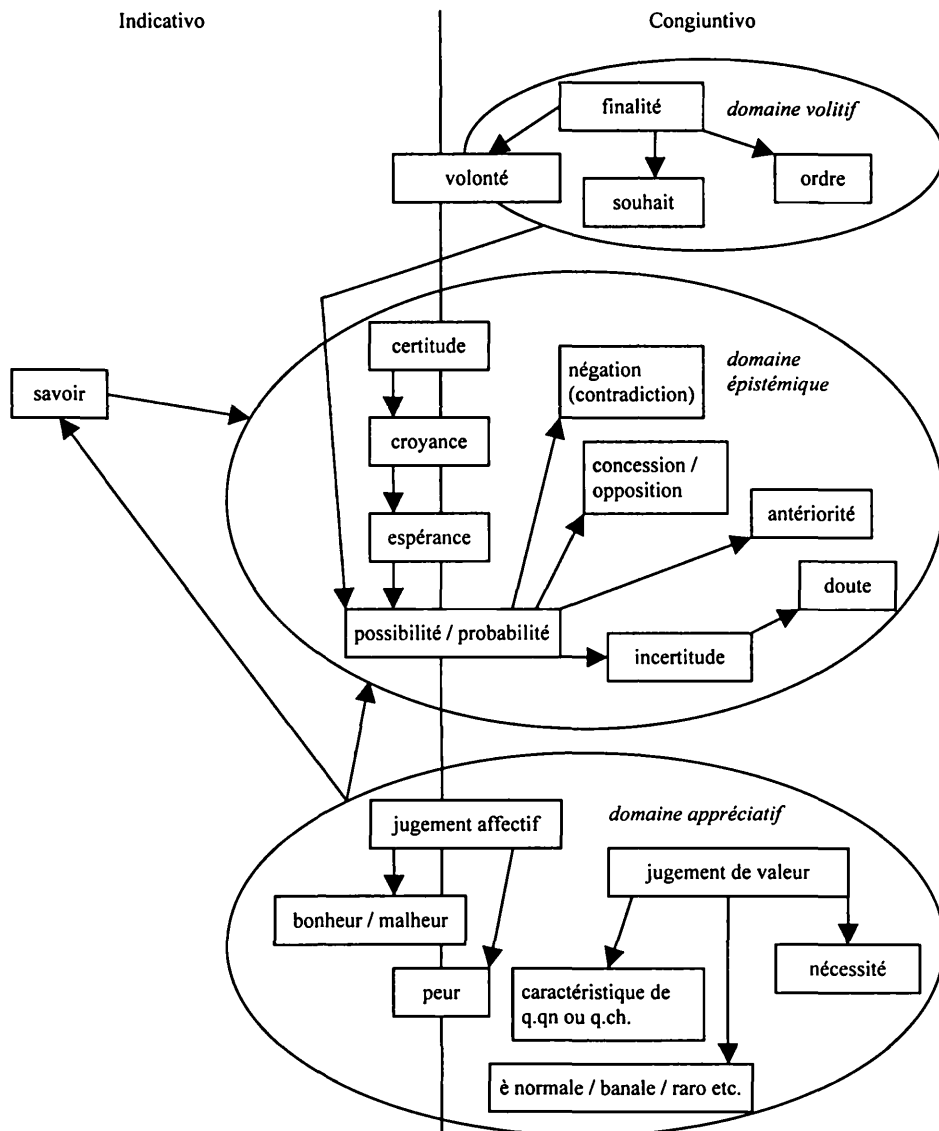 Indicativo
Congiuntivo
finalité
domaine volitif
volonté
souhait
ordre
certitude
négation
(contradiction)
domaine
épistémique
savoir
croyance
concession /
opposition
antériorité
espérance
doute
possibilité / probabilité
incertitude
jugement affectif
domaine appréciatif
jugement de valeur
bonheur / malheur
nécessité
peur
caractéristique de
q.qn ou q.ch.
è normale / banale / raro etc.